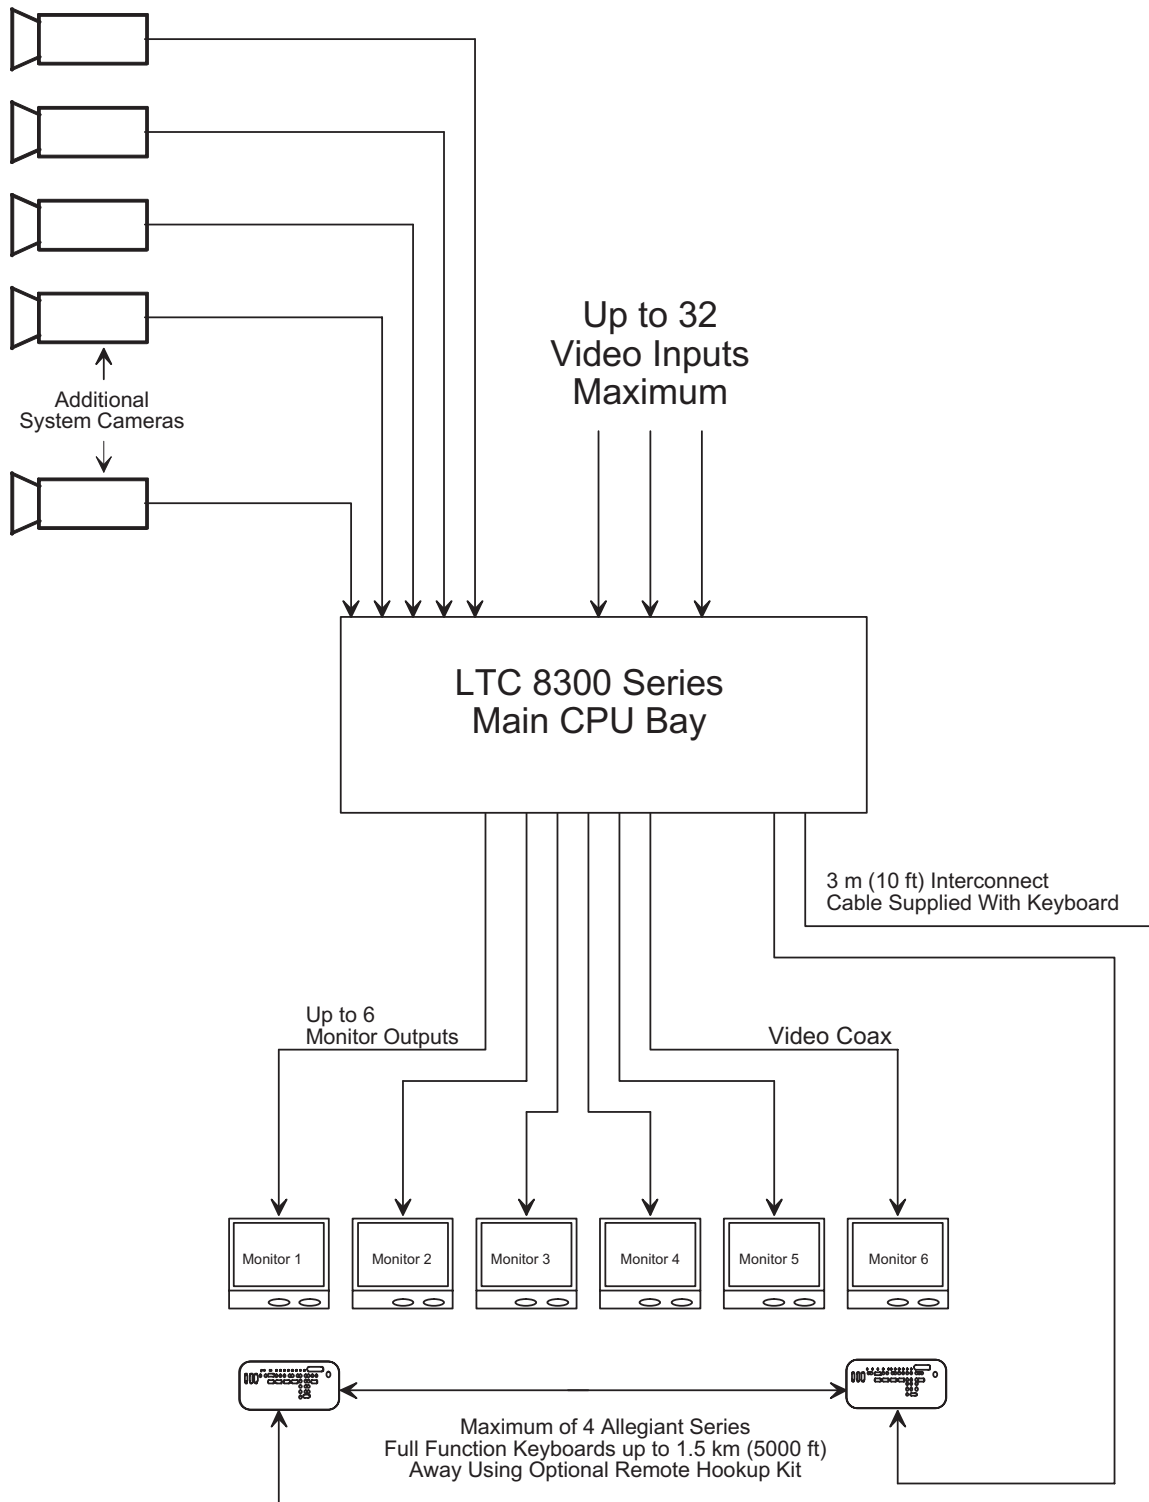 Up to 32
Video Inputs
Maximum
Additional
System Cameras
LTC 8300 Series
Main CPU Bay
3 m (10 ft) Interconnect
Cable Supplied With Keyboard
Up to 6
Monitor Outputs
Video Coax
Monitor 1
Monitor 2
Monitor 3
Monitor 4
Monitor 5
Monitor 6
Maximum of 4 Allegiant Series
Full Function Keyboards up to 1.5 km (5000 ft)
Away Using Optional Remote Hookup Kit